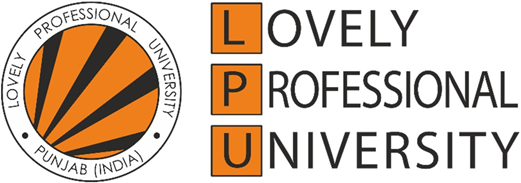 LOVELY PROFESSIONAL UNIVERSITY
• PUNJAB (INDIA) •
LOVELY
PROFESSIONAL
UNIVERSITY